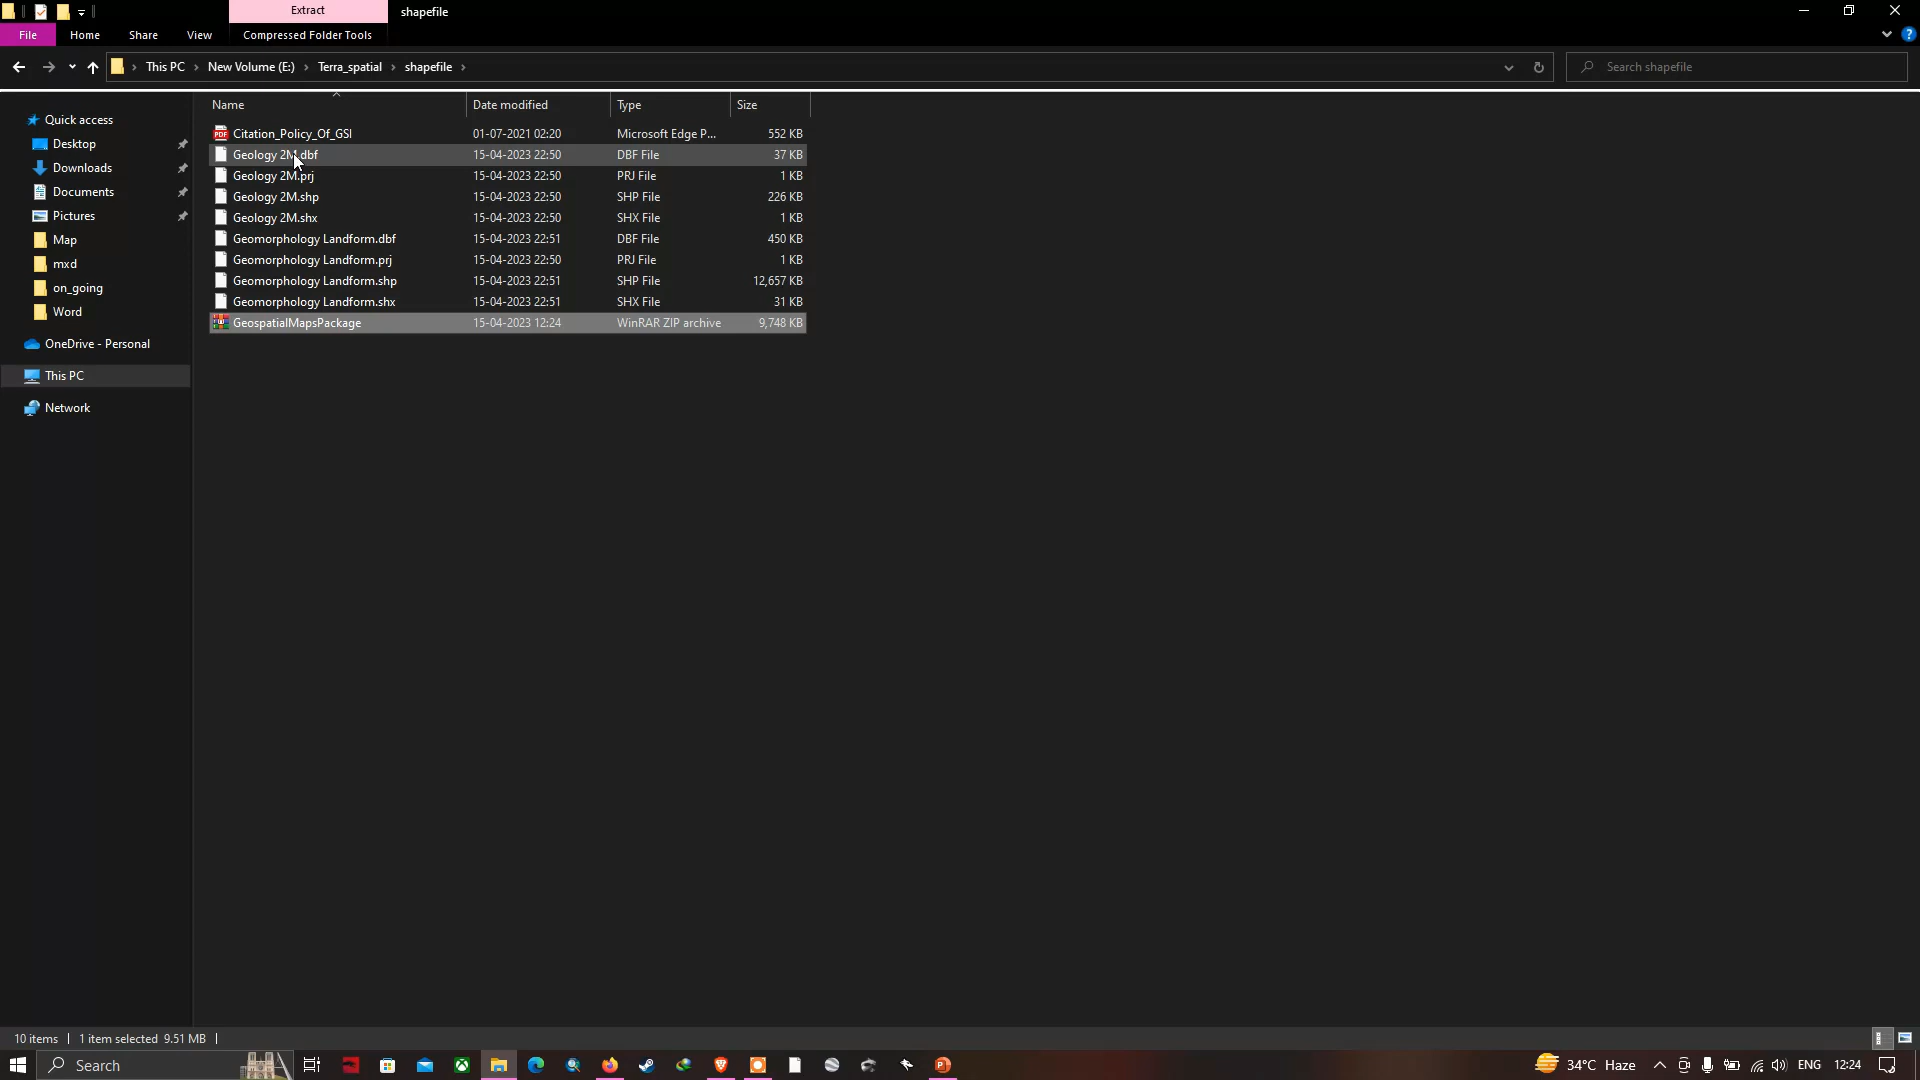 Extract
shapefile
File
Home
Share
View
Compressed Folder Tools
This PC
New Volume (E:)
Terra_spatial
shapefile
Search shapefile
Name
Date modified
Type
Size
Quick access
Desktop
Downloads
Documents
Pictures
Map
mxd
on_going
Word
OneDrive - Personal
This PC
Network
Citation_Policy_Of_GSI 01-07-2021 02:20 Microsoft Edge P... 552 KB
Geology 2M.dbf 15-04-2023 22:50 DBF File 37 KB
Geology 2M.prj 15-04-2023 22:50 PRJ File 1 KB
Geology 2M.shp 15-04-2023 22:50 SHP File 226 KB
Geology 2M.shx 15-04-2023 22:50 SHX File 1 KB
Geomorphology Landform.dbf 15-04-2023 22:51 DBF File 450 KB
Geomorphology Landform.prj 15-04-2023 22:50 PRJ File 1 KB
Geomorphology Landform.shp 15-04-2023 22:51 SHP File 12,657 KB
Geomorphology Landform.shx 15-04-2023 22:51 SHX File 31 KB
GeospatialMapsPackage 15-04-2023 12:24 WinRAR ZIP archive 9,748 KB
10 items
1 item selected 9.51 MB
Search
34°C Haze
ENG
12:24